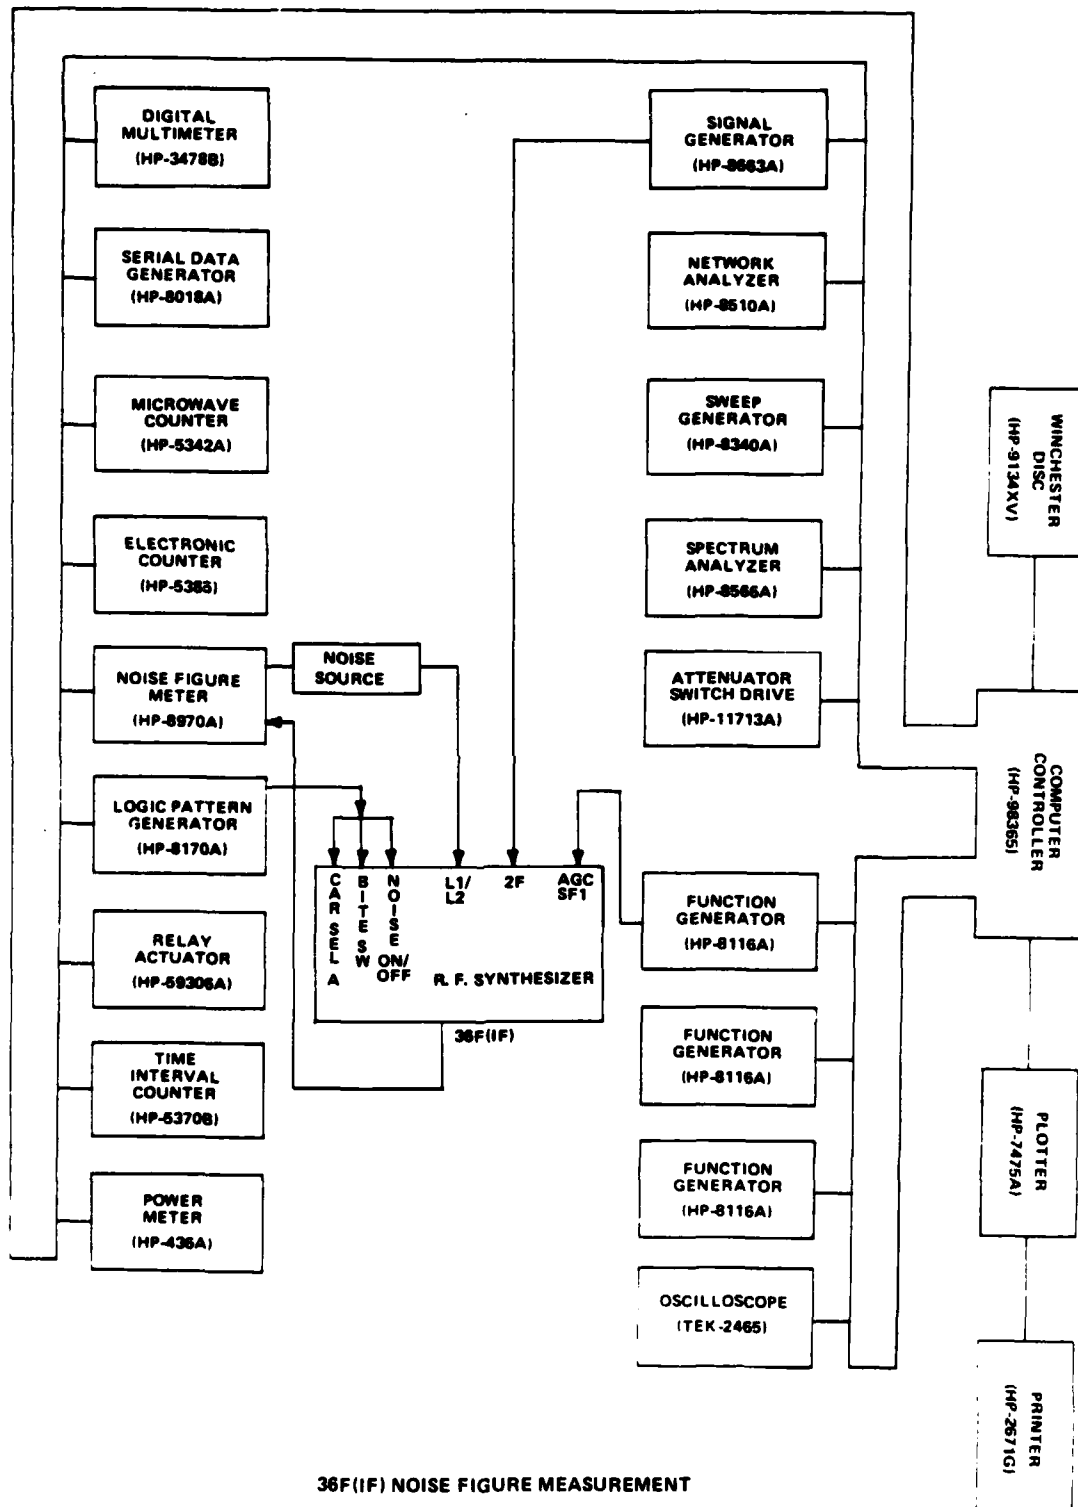 DIGITAL
MULTIMETER
(HP-3478B)
SERIAL DATA
GENERATOR
(HP-8018A)
MICROWAVE
COUNTER
(HP-5342A)
ELECTRONIC
COUNTER
(HP-5385)
NOISE FIGURE
METER
(HP-8970A)
NOISE
SOURCE
LOGIC PATTERN
GENERATOR
(HP-8170A)
RELAY
ACTUATOR
(HP-59306A)
TIME
INTERVAL
COUNTER
(HP-5370B)
POWER
METER
(HP-436A)
CAR SEL A
BITE SW
NOISE ON/OFF
L1/
L2
2F
AGC
SF1
R. F. SYNTHESIZER
36F(IF)
SIGNAL
GENERATOR
(HP-8663A)
NETWORK
ANALYZER
(HP-8510A)
SWEEP
GENERATOR
(HP-8340A)
SPECTRUM
ANALYZER
(HP-8566A)
ATTENUATOR
SWITCH DRIVE
(HP-11713A)
FUNCTION
GENERATOR
(HP-8116A)
FUNCTION
GENERATOR
(HP-8116A)
FUNCTION
GENERATOR
(HP-8116A)
OSCILLOSCOPE
(TEK-2465)
WINCHESTER
DISC
(HP-9134XV)
COMPUTER
CONTROLLER
(HP-98365)
PLOTTER
(HP-7475A)
PRINTER
(HP-2671G)
36F(IF) NOISE FIGURE MEASUREMENT